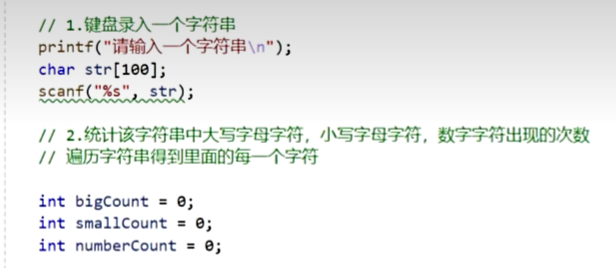 // 1.键盘录入一个字符串
printf("请输入一个字符串\n");
char str[100];
scanf("%s", str);
// 2.统计该字符串中大写字母字符，小写字母字符，数字字符出现的次数
// 遍历字符串得到里面的每一个字符
int bigCount = 0;
int smallCount = 0;
int numberCount = 0;